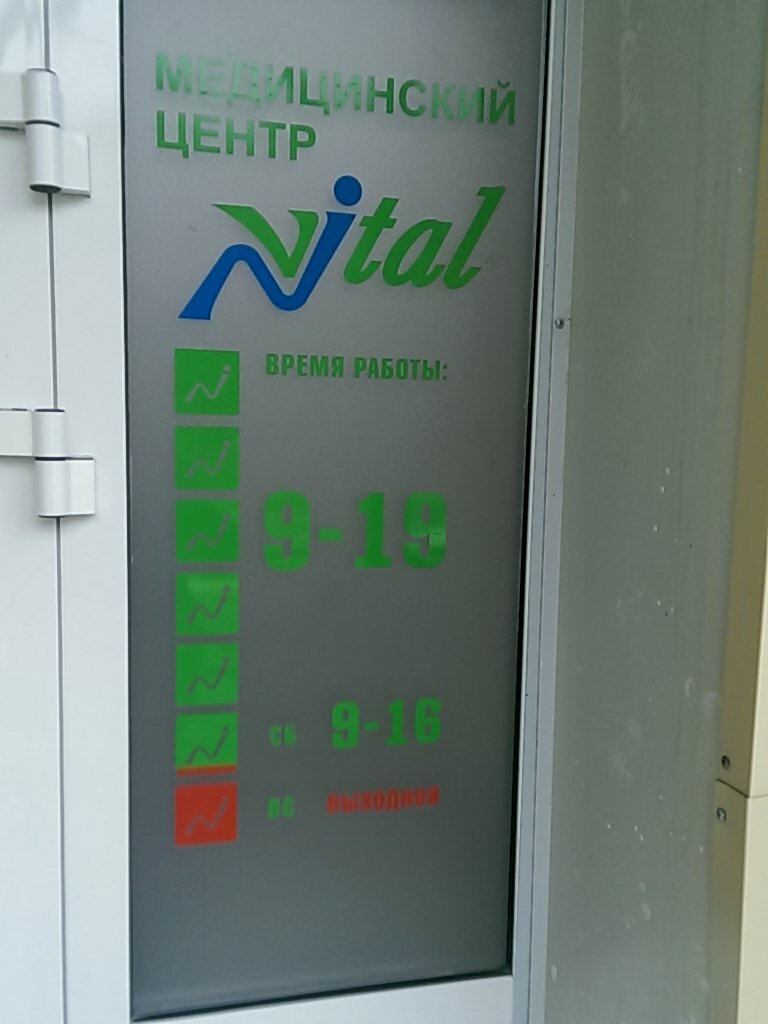 МЕДИЦИНСКИЙ
ЦЕНТР
Vital
ВРЕМЯ РАБОТЫ:
9-19
СБ 9-16
ВС ВЫХОДНОЙ